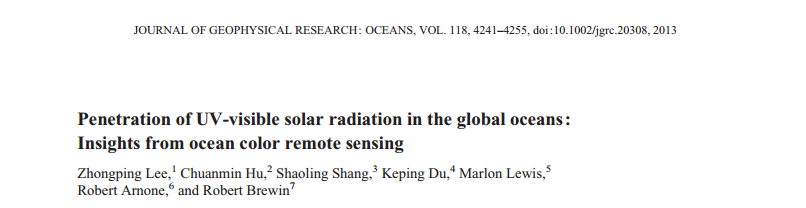 JOURNAL OF GEOPHYSICAL RESEARCH: OCEANS, VOL. 118, 4241–4255, doi:10.1002/jgrc.20308, 2013
Penetration of UV-visible solar radiation in the global oceans:
Insights from ocean color remote sensing
Zhongping Lee,1 Chuanmin Hu,2 Shaoling Shang,3 Keping Du,4 Marlon Lewis,5
Robert Arnone,6 and Robert Brewin7